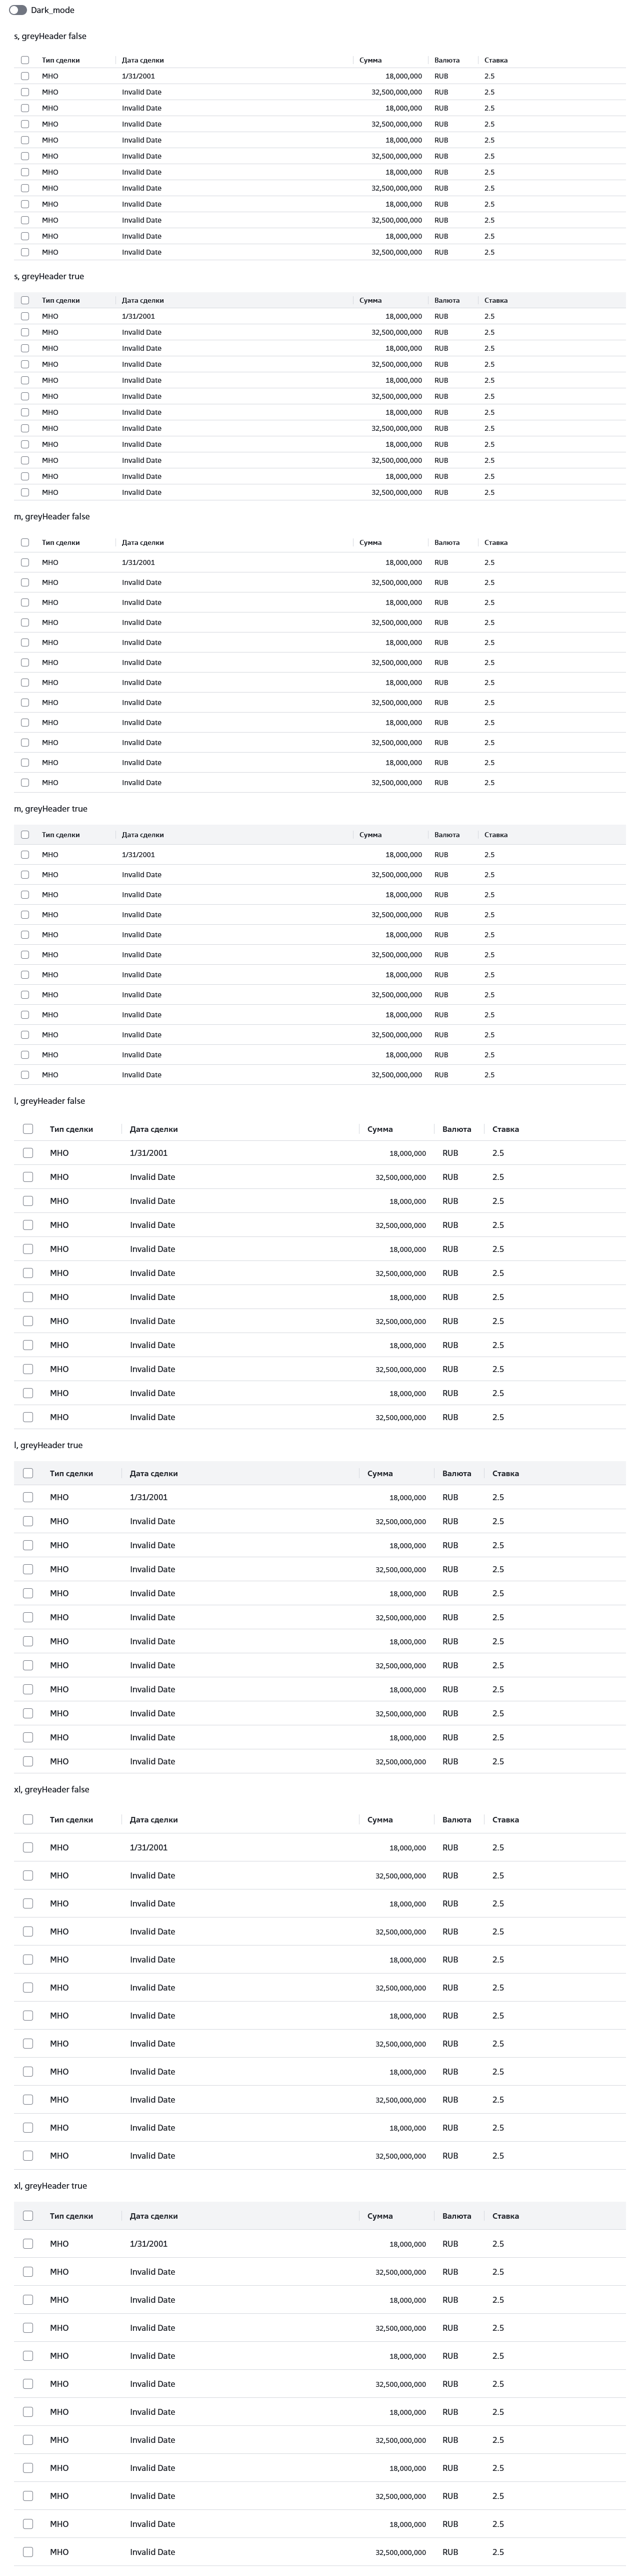 Dark_mode
s, greyHeader false
Тип сделки Дата сделки Сумма Валюта Ставка
МНО 1/31/2001 18,000,000 RUB 2.5
МНО Invalid Date 32,500,000,000 RUB 2.5
МНО Invalid Date 18,000,000 RUB 2.5
МНО Invalid Date 32,500,000,000 RUB 2.5
МНО Invalid Date 18,000,000 RUB 2.5
МНО Invalid Date 32,500,000,000 RUB 2.5
МНО Invalid Date 18,000,000 RUB 2.5
МНО Invalid Date 32,500,000,000 RUB 2.5
МНО Invalid Date 18,000,000 RUB 2.5
МНО Invalid Date 32,500,000,000 RUB 2.5
МНО Invalid Date 18,000,000 RUB 2.5
МНО Invalid Date 32,500,000,000 RUB 2.5
s, greyHeader true
Тип сделки Дата сделки Сумма Валюта Ставка
МНО 1/31/2001 18,000,000 RUB 2.5
МНО Invalid Date 32,500,000,000 RUB 2.5
МНО Invalid Date 18,000,000 RUB 2.5
МНО Invalid Date 32,500,000,000 RUB 2.5
МНО Invalid Date 18,000,000 RUB 2.5
МНО Invalid Date 32,500,000,000 RUB 2.5
МНО Invalid Date 18,000,000 RUB 2.5
МНО Invalid Date 32,500,000,000 RUB 2.5
МНО Invalid Date 18,000,000 RUB 2.5
МНО Invalid Date 32,500,000,000 RUB 2.5
МНО Invalid Date 18,000,000 RUB 2.5
МНО Invalid Date 32,500,000,000 RUB 2.5
m, greyHeader false
Тип сделки Дата сделки Сумма Валюта Ставка
МНО 1/31/2001 18,000,000 RUB 2.5
МНО Invalid Date 32,500,000,000 RUB 2.5
МНО Invalid Date 18,000,000 RUB 2.5
МНО Invalid Date 32,500,000,000 RUB 2.5
МНО Invalid Date 18,000,000 RUB 2.5
МНО Invalid Date 32,500,000,000 RUB 2.5
МНО Invalid Date 18,000,000 RUB 2.5
МНО Invalid Date 32,500,000,000 RUB 2.5
МНО Invalid Date 18,000,000 RUB 2.5
МНО Invalid Date 32,500,000,000 RUB 2.5
МНО Invalid Date 18,000,000 RUB 2.5
МНО Invalid Date 32,500,000,000 RUB 2.5
m, greyHeader true
Тип сделки Дата сделки Сумма Валюта Ставка
МНО 1/31/2001 18,000,000 RUB 2.5
МНО Invalid Date 32,500,000,000 RUB 2.5
МНО Invalid Date 18,000,000 RUB 2.5
МНО Invalid Date 32,500,000,000 RUB 2.5
МНО Invalid Date 18,000,000 RUB 2.5
МНО Invalid Date 32,500,000,000 RUB 2.5
МНО Invalid Date 18,000,000 RUB 2.5
МНО Invalid Date 32,500,000,000 RUB 2.5
МНО Invalid Date 18,000,000 RUB 2.5
МНО Invalid Date 32,500,000,000 RUB 2.5
МНО Invalid Date 18,000,000 RUB 2.5
МНО Invalid Date 32,500,000,000 RUB 2.5
l, greyHeader false
Тип сделки Дата сделки Сумма Валюта Ставка
МНО 1/31/2001 18,000,000 RUB 2.5
МНО Invalid Date 32,500,000,000 RUB 2.5
МНО Invalid Date 18,000,000 RUB 2.5
МНО Invalid Date 32,500,000,000 RUB 2.5
МНО Invalid Date 18,000,000 RUB 2.5
МНО Invalid Date 32,500,000,000 RUB 2.5
МНО Invalid Date 18,000,000 RUB 2.5
МНО Invalid Date 32,500,000,000 RUB 2.5
МНО Invalid Date 18,000,000 RUB 2.5
МНО Invalid Date 32,500,000,000 RUB 2.5
МНО Invalid Date 18,000,000 RUB 2.5
МНО Invalid Date 32,500,000,000 RUB 2.5
l, greyHeader true
Тип сделки Дата сделки Сумма Валюта Ставка
МНО 1/31/2001 18,000,000 RUB 2.5
МНО Invalid Date 32,500,000,000 RUB 2.5
МНО Invalid Date 18,000,000 RUB 2.5
МНО Invalid Date 32,500,000,000 RUB 2.5
МНО Invalid Date 18,000,000 RUB 2.5
МНО Invalid Date 32,500,000,000 RUB 2.5
МНО Invalid Date 18,000,000 RUB 2.5
МНО Invalid Date 32,500,000,000 RUB 2.5
МНО Invalid Date 18,000,000 RUB 2.5
МНО Invalid Date 32,500,000,000 RUB 2.5
МНО Invalid Date 18,000,000 RUB 2.5
МНО Invalid Date 32,500,000,000 RUB 2.5
xl, greyHeader false
Тип сделки Дата сделки Сумма Валюта Ставка
МНО 1/31/2001 18,000,000 RUB 2.5
МНО Invalid Date 32,500,000,000 RUB 2.5
МНО Invalid Date 18,000,000 RUB 2.5
МНО Invalid Date 32,500,000,000 RUB 2.5
МНО Invalid Date 18,000,000 RUB 2.5
МНО Invalid Date 32,500,000,000 RUB 2.5
МНО Invalid Date 18,000,000 RUB 2.5
МНО Invalid Date 32,500,000,000 RUB 2.5
МНО Invalid Date 18,000,000 RUB 2.5
МНО Invalid Date 32,500,000,000 RUB 2.5
МНО Invalid Date 18,000,000 RUB 2.5
МНО Invalid Date 32,500,000,000 RUB 2.5
xl, greyHeader true
Тип сделки Дата сделки Сумма Валюта Ставка
МНО 1/31/2001 18,000,000 RUB 2.5
МНО Invalid Date 32,500,000,000 RUB 2.5
МНО Invalid Date 18,000,000 RUB 2.5
МНО Invalid Date 32,500,000,000 RUB 2.5
МНО Invalid Date 18,000,000 RUB 2.5
МНО Invalid Date 32,500,000,000 RUB 2.5
МНО Invalid Date 18,000,000 RUB 2.5
МНО Invalid Date 32,500,000,000 RUB 2.5
МНО Invalid Date 18,000,000 RUB 2.5
МНО Invalid Date 32,500,000,000 RUB 2.5
МНО Invalid Date 18,000,000 RUB 2.5
МНО Invalid Date 32,500,000,000 RUB 2.5